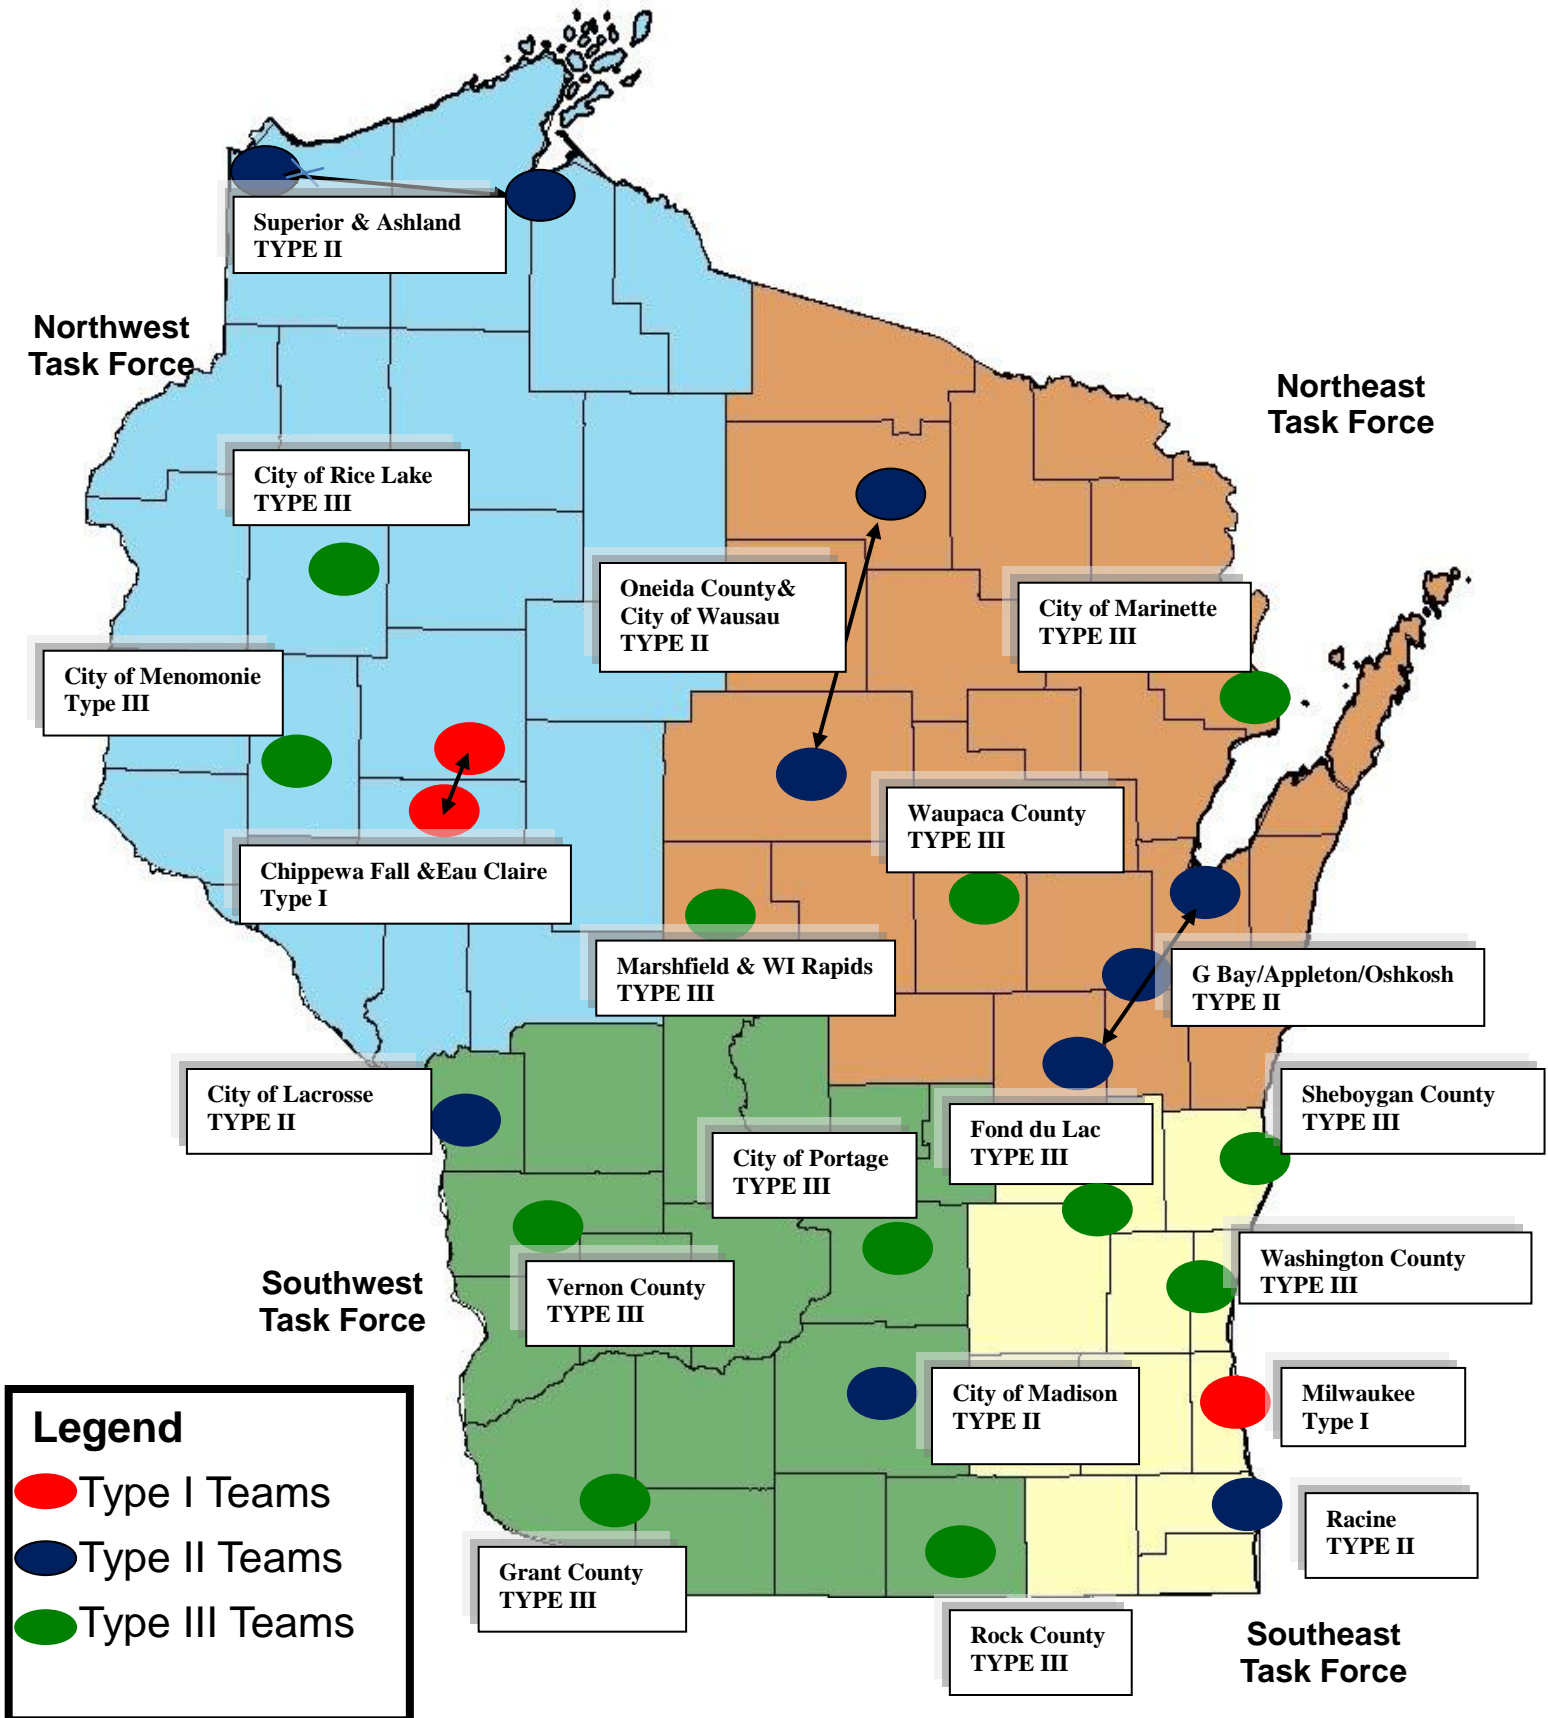 Superior & Ashland
TYPE II
Northwest
Task Force
Northeast
Task Force
City of Rice Lake
TYPE III
Oneida County&
City of Wausau
TYPE II
City of Marinette
TYPE III
City of Menomonie
Type III
Waupaca County
TYPE III
Chippewa Fall &Eau Claire
Type I
Marshfield & WI Rapids
TYPE III
G Bay/Appleton/Oshkosh
TYPE II
City of Lacrosse
TYPE II
Sheboygan County
TYPE III
Fond du Lac
TYPE III
City of Portage
TYPE III
Washington County
TYPE III
Southwest
Task Force
Vernon County
TYPE III
City of Madison
TYPE II
Milwaukee
Type I
Legend
Type I Teams
Type II Teams
Type III Teams
Racine
TYPE II
Grant County
TYPE III
Rock County
TYPE III
Southeast
Task Force